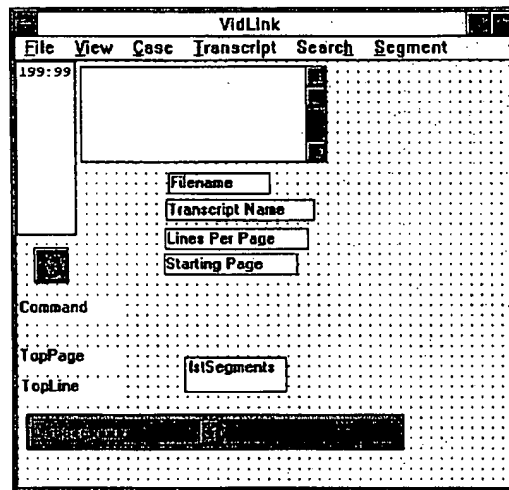 VidLink
File View Case Transcript Search Segment
199:99
Filename
Transcript Name
Lines Per Page
Starting Page
Command
TopPage
lstSegments
TopLine